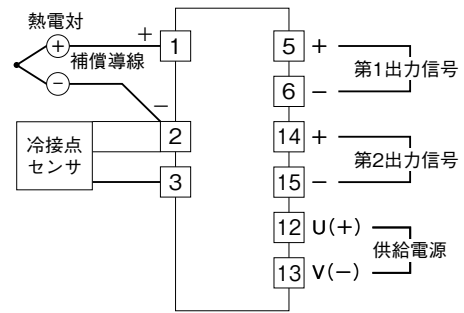 熱電対
+
補償導線
−
+
−
冷接点
センサ
1
2
3
5 +
6 −
第1出力信号
14 +
15 −
第2出力信号
12 U(+)
13 V(−)
供給電源